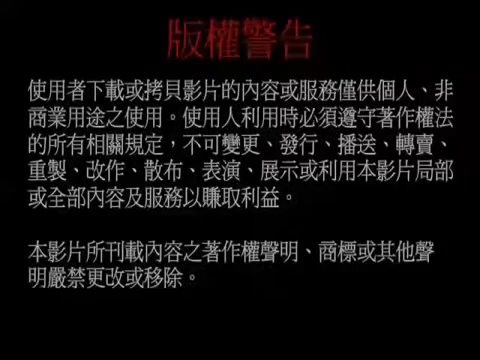 版權警告
使用者下載或拷貝影片的內容或服務僅供個人、非
商業用途之使用。使用人利用時必須遵守著作權法
的所有相關規定，不可變更、發行、播送、轉賣、
重製、改作、散布、表演、展示或利用本影片局部
或全部內容及服務以賺取利益。
本影片所刊載內容之著作權聲明、商標或其他聲
明嚴禁更改或移除。